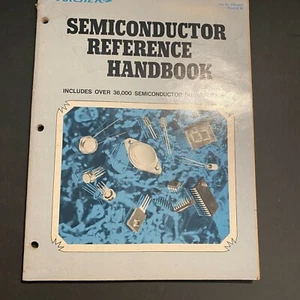 SEMICONDUCTOR
REFERENCE
HANDBOOK
INCLUDES OVER 36,000 SEMICONDUCTOR